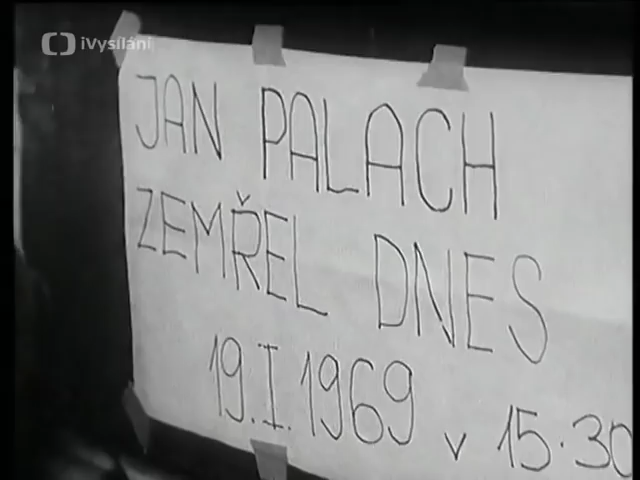 iVysílání
JAN PALACH
ZEMŘEL DNES
19.I.1969 v 15.30